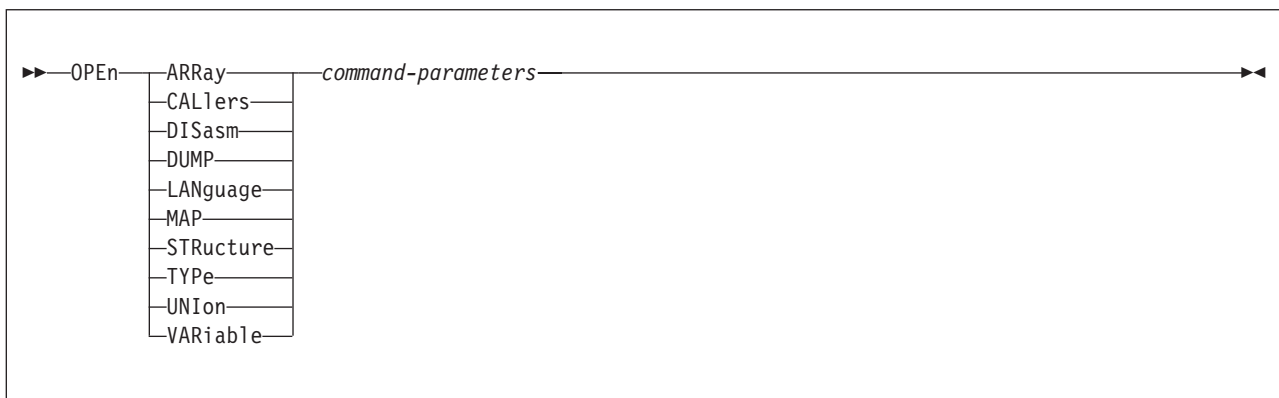 ►►──OPEn──ARRay──command-parameters──►◄
CALlers
DISasm
DUMP
LANguage
MAP
STRucture
TYPe
UNIon
VARiable